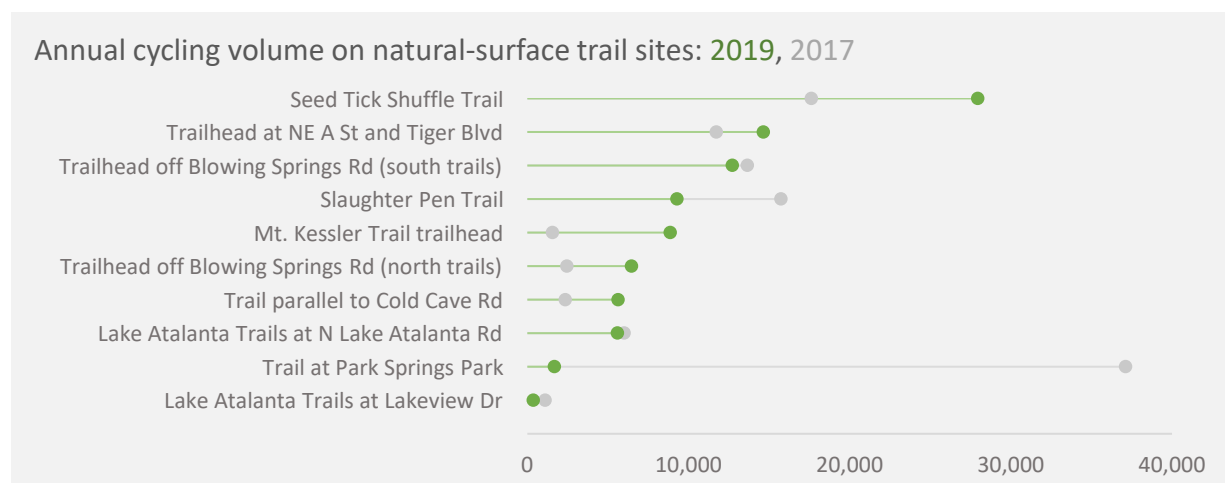 Annual cycling volume on natural-surface trail sites: 2019, 2017
Seed Tick Shuffle Trail
Trailhead at NE A St and Tiger Blvd
Trailhead off Blowing Springs Rd (south trails)
Slaughter Pen Trail
Mt. Kessler Trail trailhead
Trailhead off Blowing Springs Rd (north trails)
Trail parallel to Cold Cave Rd
Lake Atalanta Trails at N Lake Atalanta Rd
Trail at Park Springs Park
Lake Atalanta Trails at Lakeview Dr
0 10,000 20,000 30,000 40,000